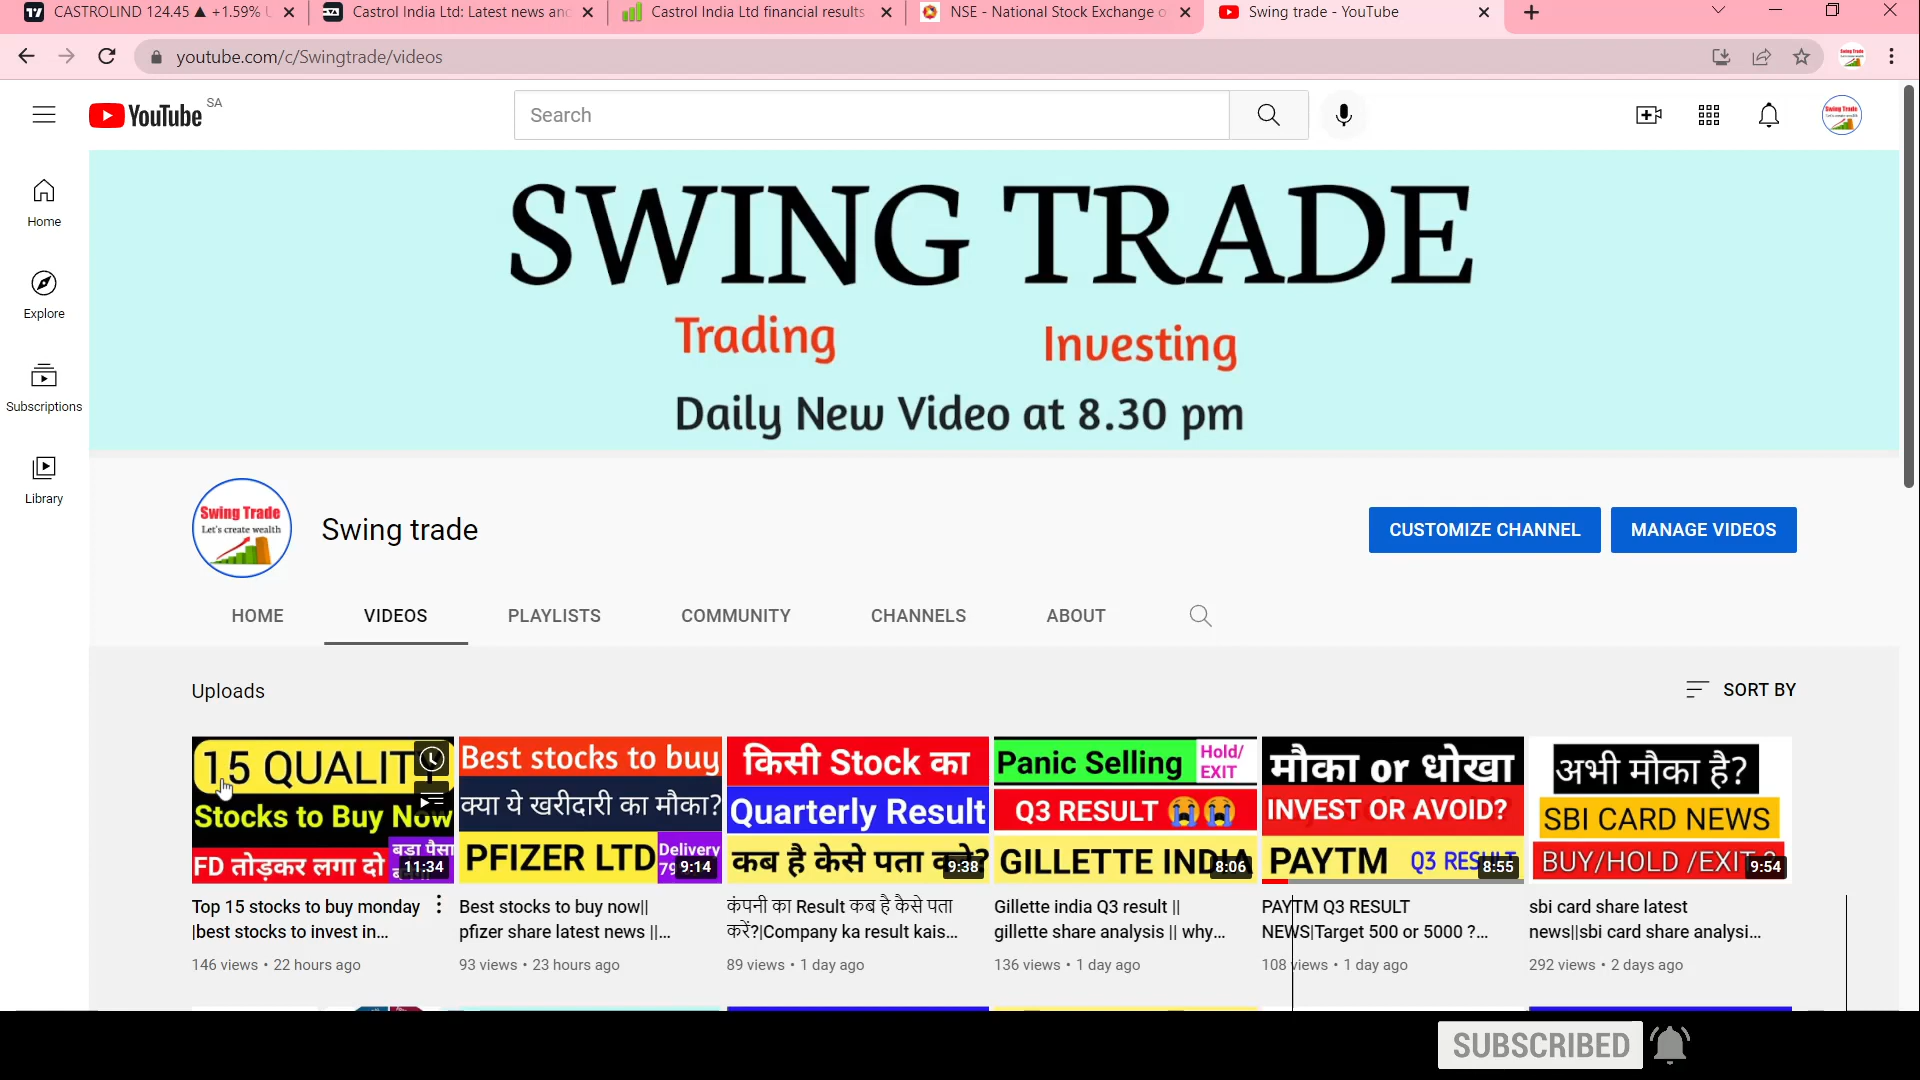 CASTROLIND 124.45 ▲ +1.59%
Castrol India Ltd: Latest news and
Castrol India Ltd financial results
NSE - National Stock Exchange o
Swing trade - YouTube
youtube.com/c/Swingtrade/videos
YouTube SA
Search
Home
Explore
Subscriptions
Library
SWING TRADE
Trading
Investing
Daily New Video at 8.30 pm
Swing Trade
Let's create wealth
Swing trade
CUSTOMIZE CHANNEL
MANAGE VIDEOS
HOME
VIDEOS
PLAYLISTS
COMMUNITY
CHANNELS
ABOUT
Uploads
SORT BY
15 QUALITY
Stocks to Buy Now
FD तोड़कर लगा दो
बड़ा पैसा
11:34
Top 15 stocks to buy monday
|best stocks to invest in...
146 views • 22 hours ago
Best stocks to buy
क्या ये खरीदारी का मौका?
PFIZER LTD
Delivery
9:14
Best stocks to buy now||
pfizer share latest news ||...
93 views • 23 hours ago
किसी Stock का
Quarterly Result
कब है केसे पता करे?
9:38
कंपनी का Result कब है कैसे पता
करें?|Company ka result kais...
89 views • 1 day ago
Panic Selling
Hold/
EXIT
Q3 RESULT
GILLETTE INDIA
8:06
Gillette india Q3 result ||
gillette share analysis || why...
136 views • 1 day ago
मौका or धोखा
INVEST OR AVOID?
PAYTM Q3 RESULT
8:55
PAYTM Q3 RESULT
NEWS|Target 500 or 5000 ?...
108 views • 1 day ago
अभी मौका है?
SBI CARD NEWS
BUY/HOLD /EXIT ?
9:54
sbi card share latest
news||sbi card share analysi...
292 views • 2 days ago
SUBSCRIBED